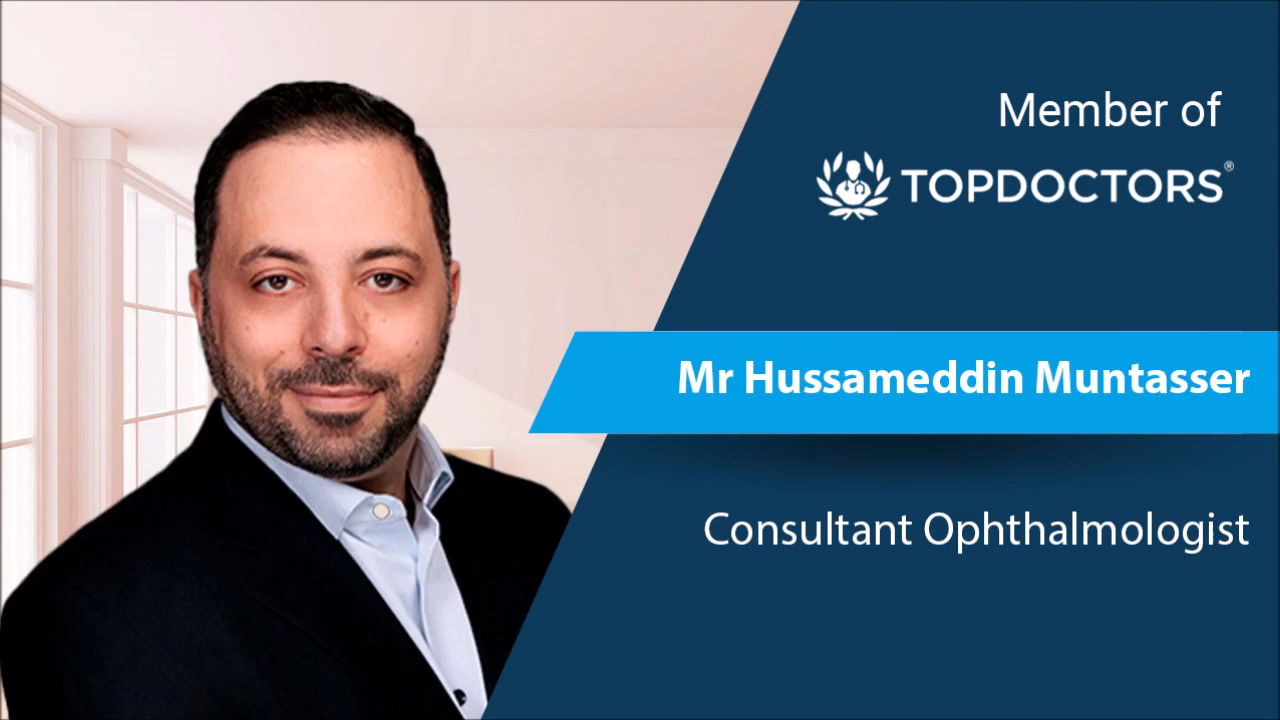 Member of
TOPDOCTORS®
Mr Hussameddin Muntasser
Consultant Ophthalmologist